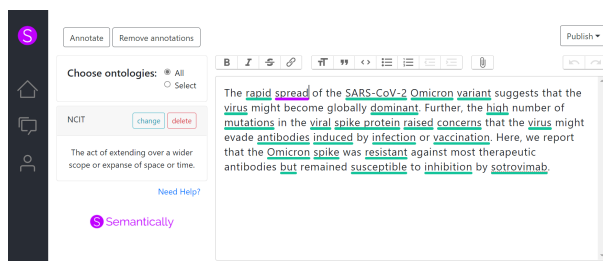 S
Annotate Remove annotations
Publish
Choose ontologies: All
Select
B I S T " <>
NCIT change delete
The act of extending over a wider
scope or expanse of space or time.
Need Help?
S Semantically
The rapid spread of the SARS-CoV-2 Omicron variant suggests that the
virus might become globally dominant. Further, the high number of
mutations in the viral spike protein raised concerns that the virus might
evade antibodies induced by infection or vaccination. Here, we report
that the Omicron spike was resistant against most therapeutic
antibodies but remained susceptible to inhibition by sotrovimab.